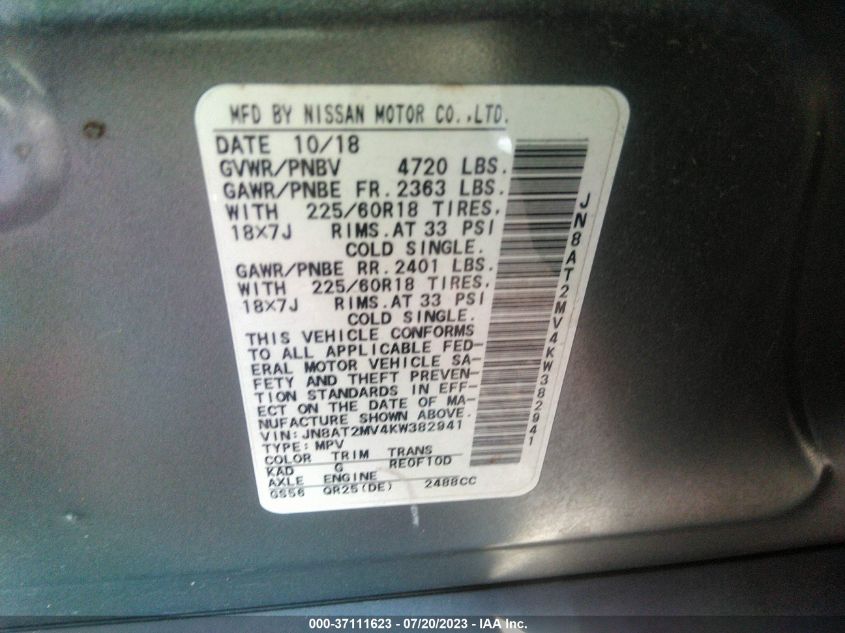 MFD BY NISSAN MOTOR CO.,LTD.
DATE 10/18
GVWR/PNBV 4720 LBS.
GAWR/PNBE FR. 2363 LBS.
WITH 225/60R18 TIRES,
18X7J RIMS.AT 33 PSI
COLD SINGLE.
GAWR/PNBE RR. 2401 LBS.
WITH 225/60R18 TIRES,
18X7J RIMS.AT 33 PSI
COLD SINGLE.
THIS VEHICLE CONFORMS
TO ALL APPLICABLE FED-
ERAL MOTOR VEHICLE SA-
FETY AND THEFT PREVEN-
TION STANDARDS IN EFF-
ECT ON THE DATE OF MA-
NUFACTURE SHOWN ABOVE.
VIN: JN8AT2MV4KW382941
TYPE: MPV
COLOR TRIM TRANS
KAD G RE0F10D
AXLE ENGINE
GS56 QR25(DE) 2488CC
JN8AT2MV4KW382941
000-37111623 - 07/20/2023 - IAA Inc.